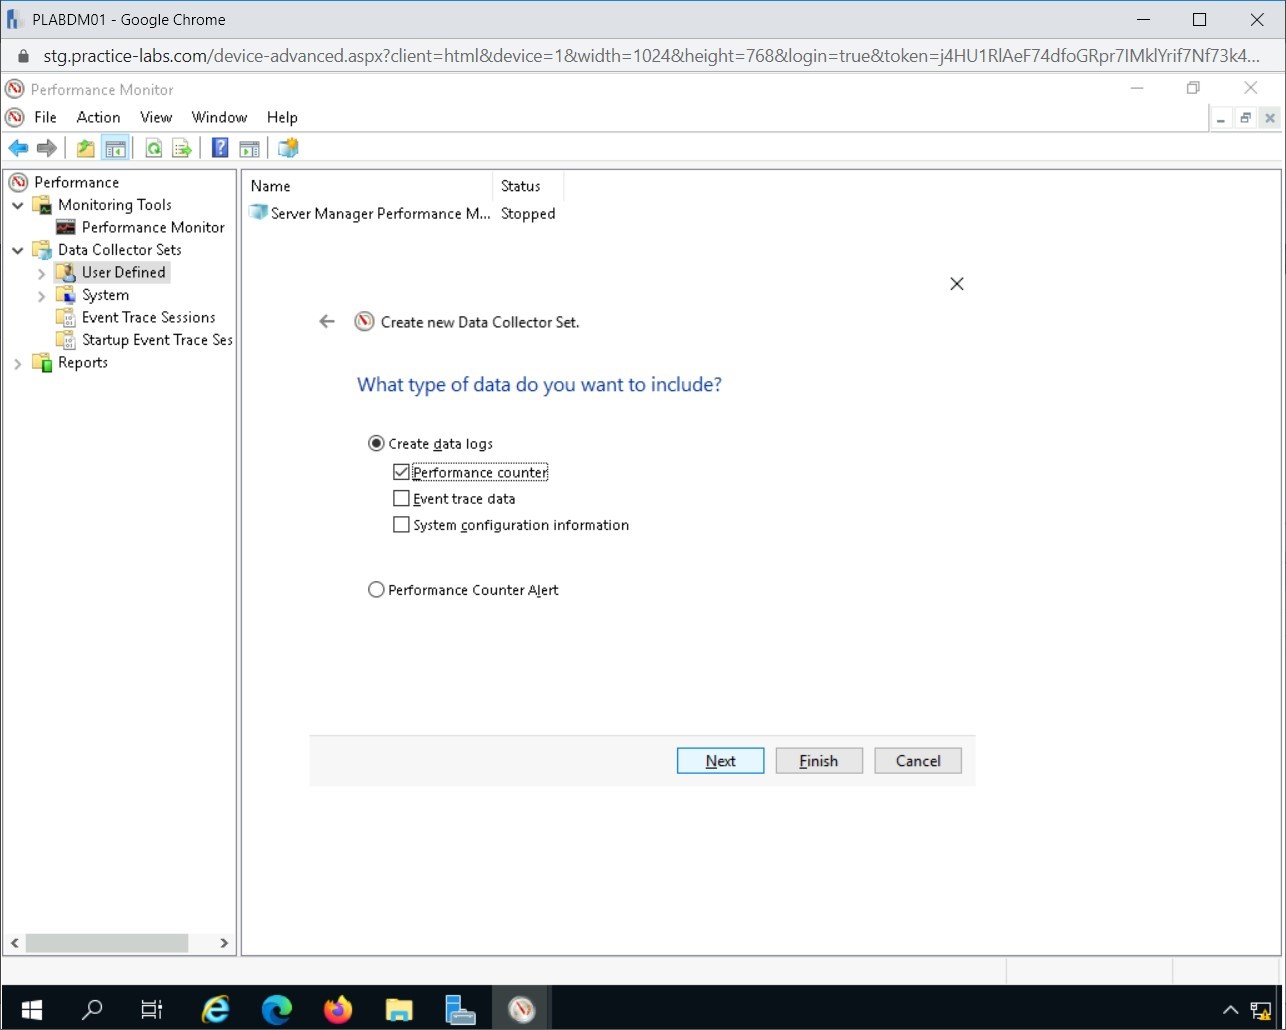 PLABDM01 - Google Chrome
stg.practice-labs.com/device-advanced.aspx?client=html&device=1&width=1024&height=768&login=true&token=j4HU1RlAeF74dfoGRpr7IMklYrif7Nf73k4...
Performance Monitor
File Action View Window Help
Performance
Monitoring Tools
Performance Monitor
Data Collector Sets
User Defined
System
Event Trace Sessions
Startup Event Trace Ses
Reports
Name Status
Server Manager Performance M... Stopped
Create new Data Collector Set.
What type of data do you want to include?
Create data logs
Performance counter
Event trace data
System configuration information
Performance Counter Alert
Next Finish Cancel